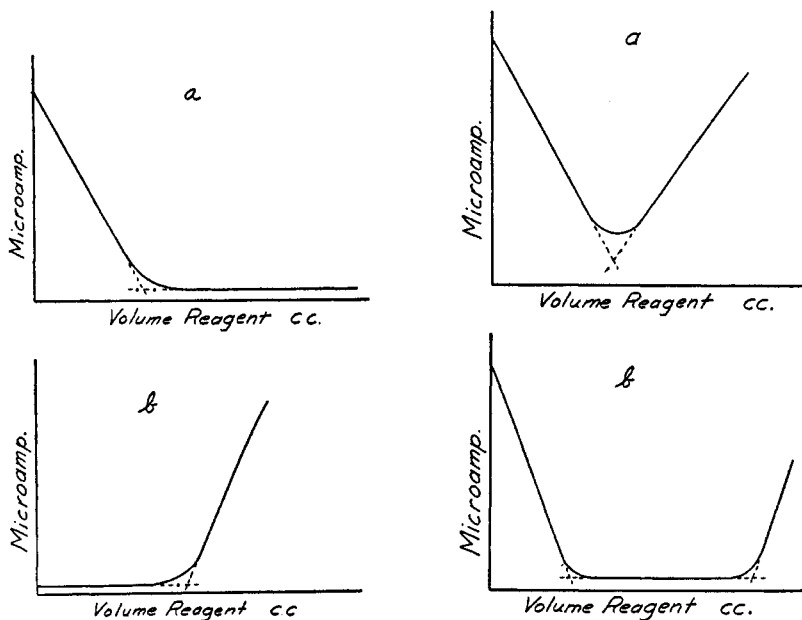 a
Microamp.
Volume Reagent cc.
a
Microamp.
Volume Reagent cc.
b
Microamp.
Volume Reagent cc
b
Microamp.
Volume Reagent cc.